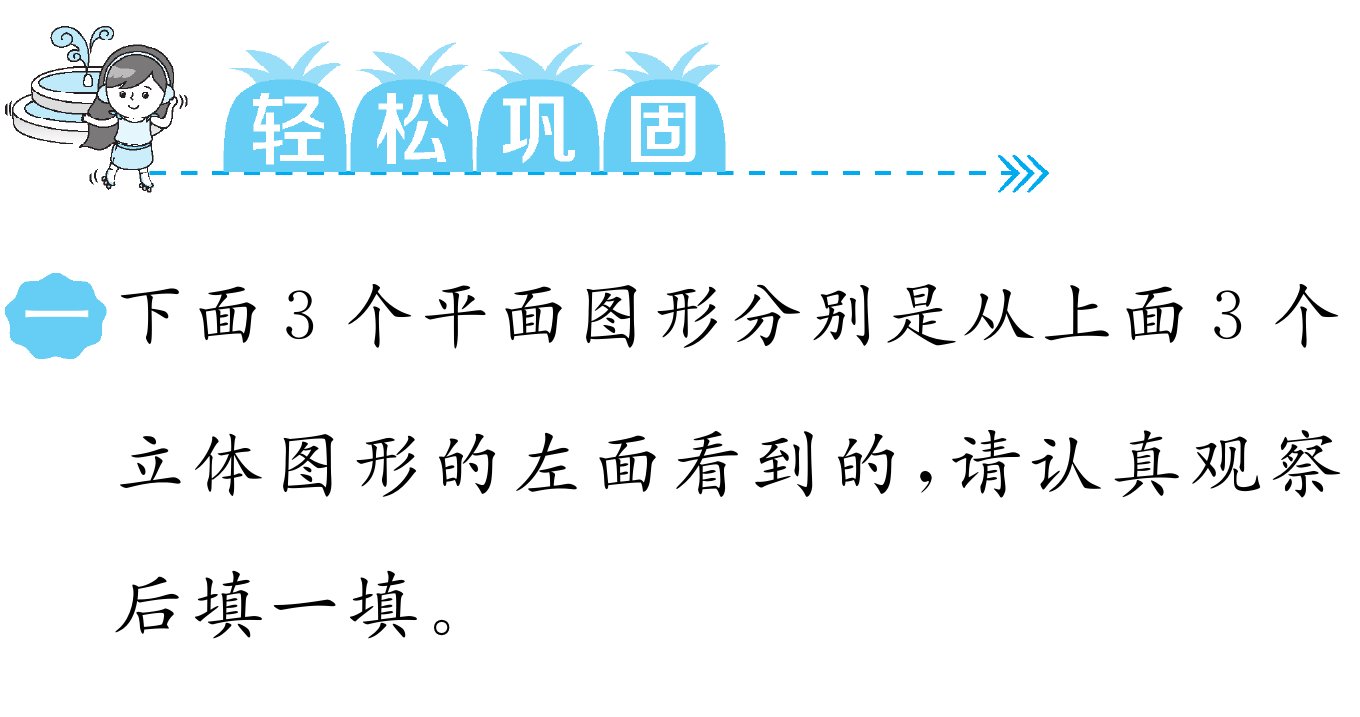 轻松巩固
一 下面3个平面图形分别是从上面3个
立体图形的左面看到的,请认真观察
后填一填。